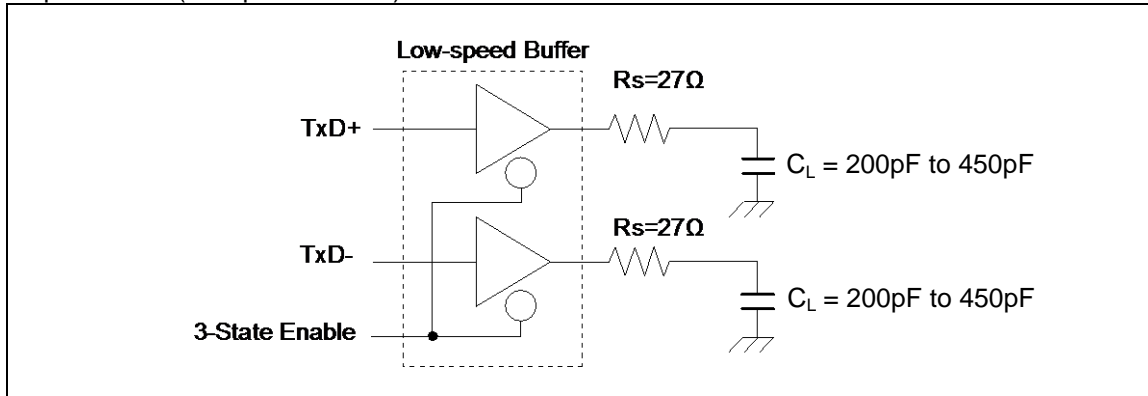 Low-speed Buffer
Rs=27Ω
TxD+
C_L = 200pF to 450pF
Rs=27Ω
TxD-
C_L = 200pF to 450pF
3-State Enable